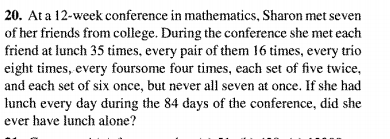 20. At a 12-week conference in mathematics, Sharon met seven
of her friends from college. During the conference she met each
friend at lunch 35 times, every pair of them 16 times, every trio
eight times, every foursome four times, each set of five twice,
and each set of six once, but never all seven at once. If she had
lunch every day during the 84 days of the conference, did she
ever have lunch alone?